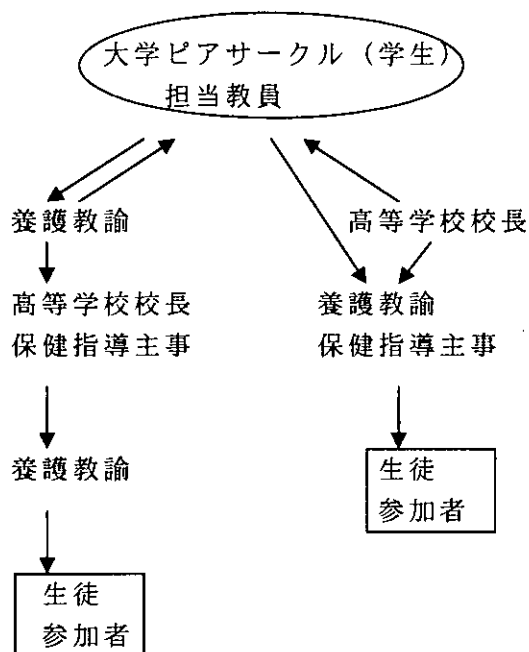 大学ピアサークル（学生）
担当教員
養護教諭
高等学校校長
高等学校校長
保健指導主事
養護教諭
保健指導主事
養護教諭
生徒
参加者
生徒
参加者